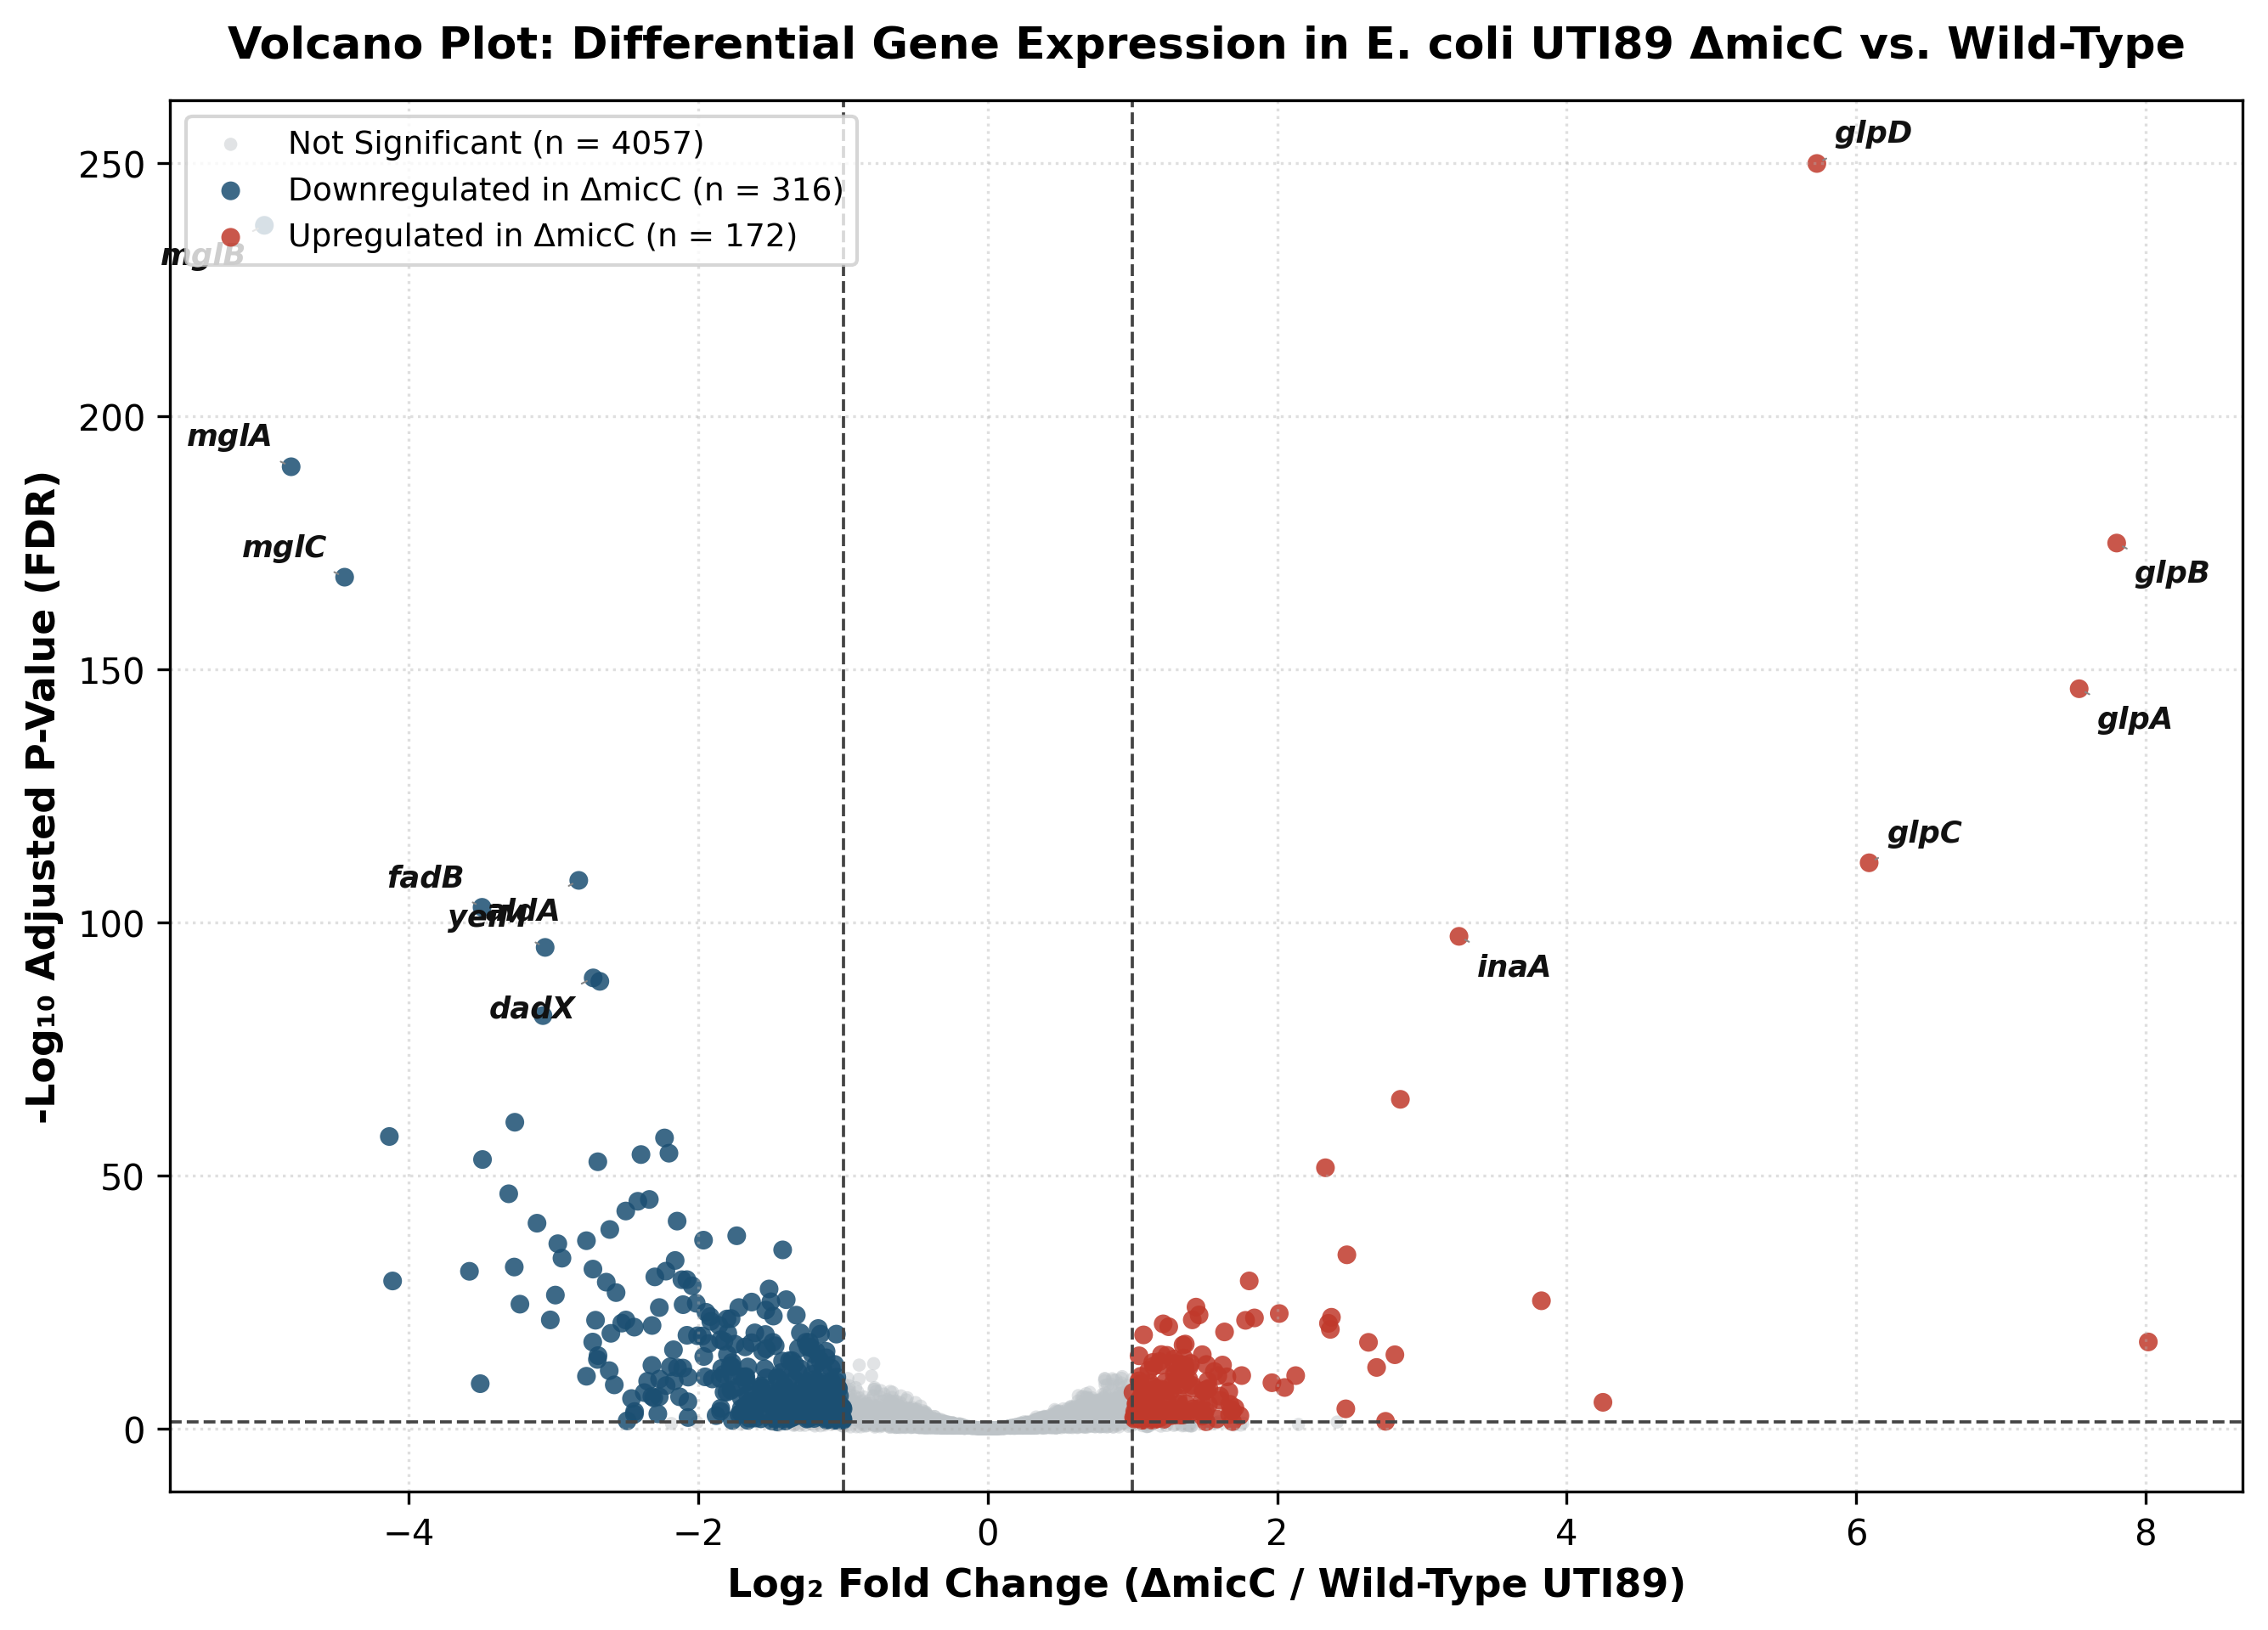 Volcano Plot: Differential Gene Expression in E. coli UTI89 ΔmicC vs. Wild-Type
Not Significant (n = 4057)
Downregulated in ΔmicC (n = 316)
Upregulated in ΔmicC (n = 172)
glpD
mglB
mglA
mglC
glpB
glpA
glpC
fadB
aldA
inaA
dadX
250
200
150
100
50
0
-Log₁₀ Adjusted P-Value (FDR)
−4
−2
0
2
4
6
8
Log₂ Fold Change (ΔmicC / Wild-Type UTI89)